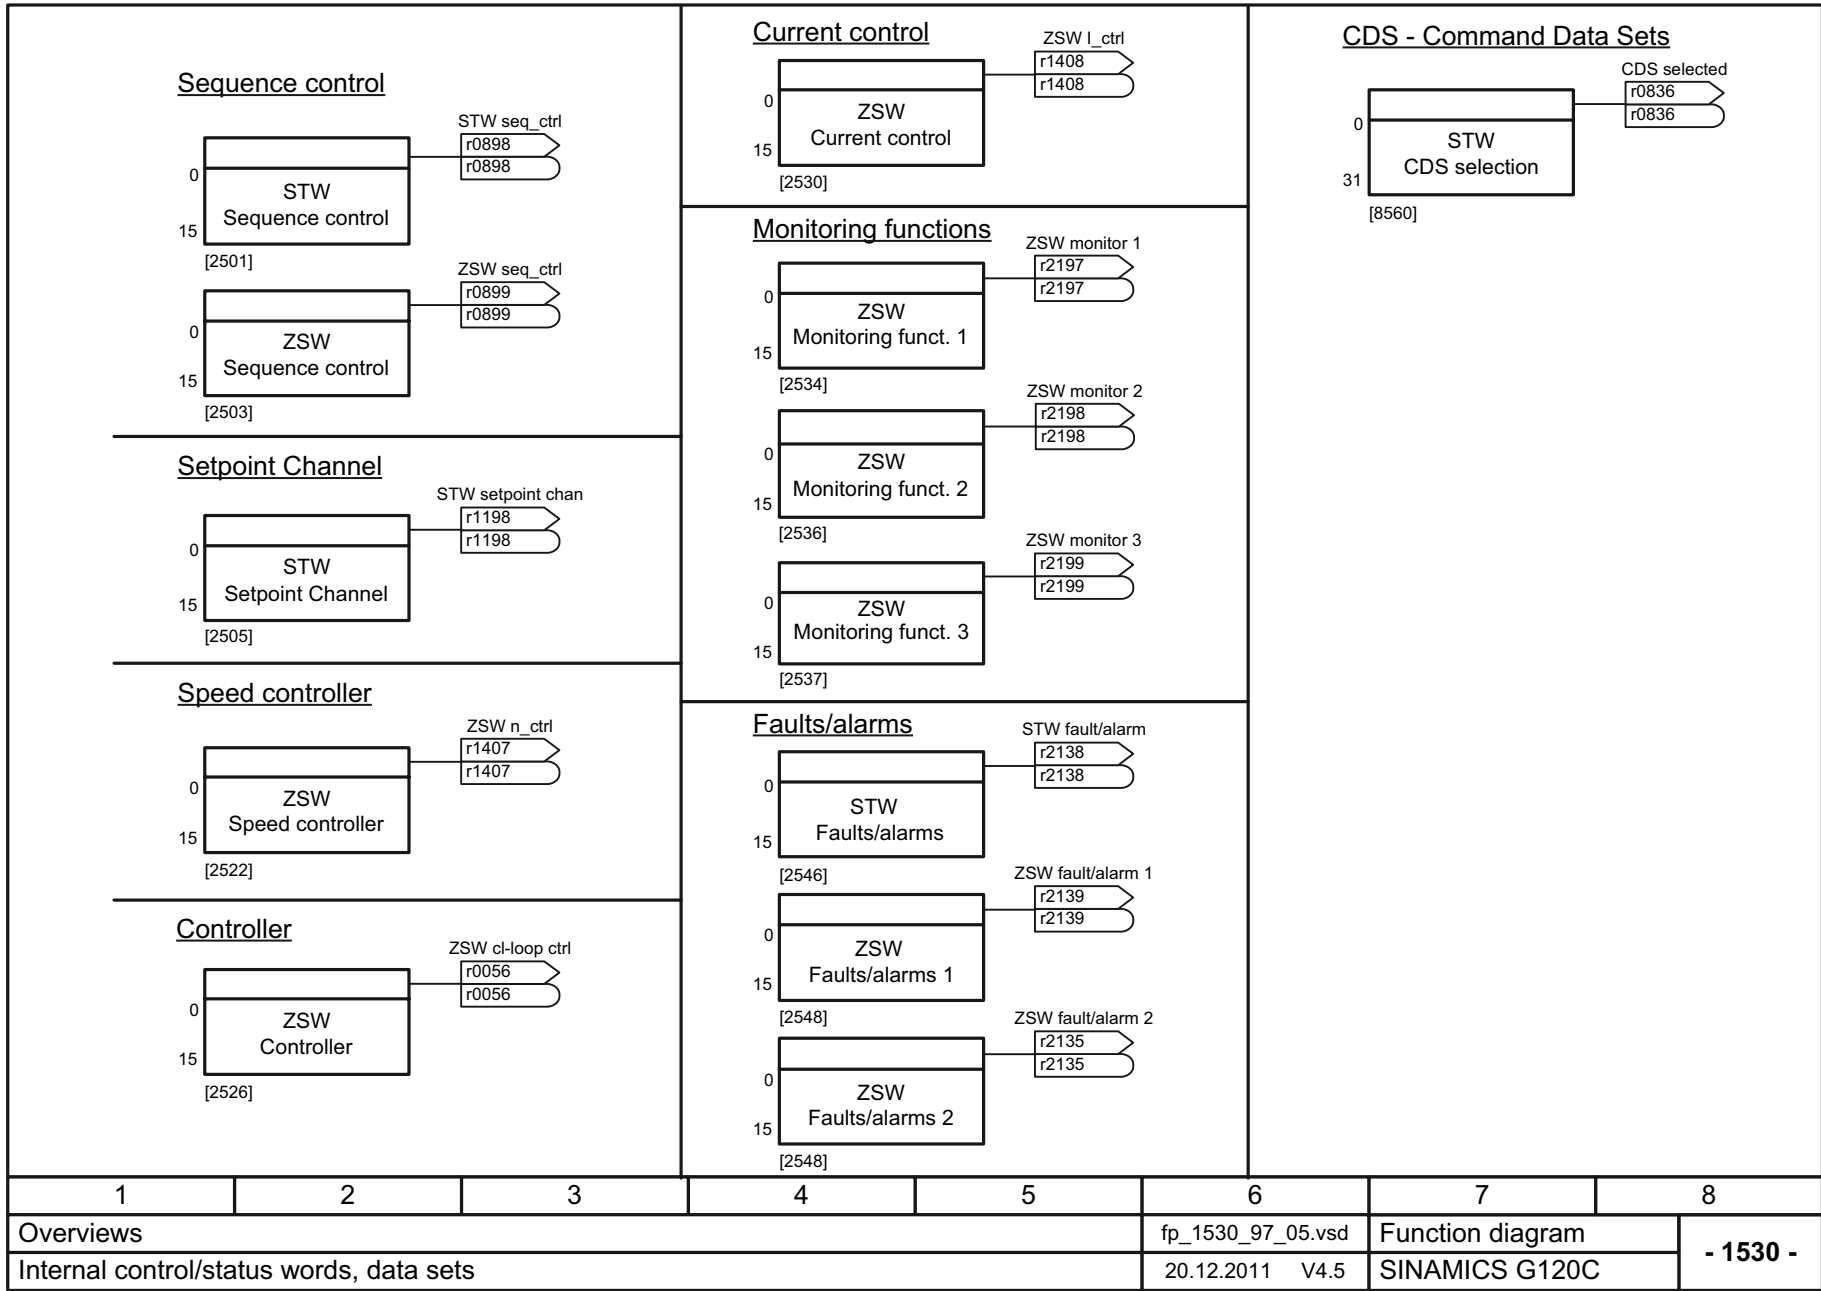 Sequence control
STW seq_ctrl
r0898
r0898
0
STW
Sequence control
15
[2501]
ZSW seq_ctrl
r0899
r0899
0
ZSW
Sequence control
15
[2503]
Setpoint Channel
STW setpoint chan
r1198
r1198
0
STW
Setpoint Channel
15
[2505]
Speed controller
ZSW n_ctrl
r1407
r1407
0
ZSW
Speed controller
15
[2522]
Controller
ZSW cl-loop ctrl
r0056
r0056
0
ZSW
Controller
15
[2526]
Current control
ZSW I_ctrl
r1408
r1408
0
ZSW
Current control
15
[2530]
Monitoring functions
ZSW monitor 1
r2197
r2197
0
ZSW
Monitoring funct. 1
15
[2534]
ZSW monitor 2
r2198
r2198
0
ZSW
Monitoring funct. 2
15
[2536]
ZSW monitor 3
r2199
r2199
0
ZSW
Monitoring funct. 3
15
[2537]
Faults/alarms
STW fault/alarm
r2138
r2138
0
STW
Faults/alarms
15
[2546]
ZSW fault/alarm 1
r2139
r2139
0
ZSW
Faults/alarms 1
15
[2548]
ZSW fault/alarm 2
r2135
r2135
0
ZSW
Faults/alarms 2
15
[2548]
CDS - Command Data Sets
CDS selected
r0836
r0836
0
STW
CDS selection
31
[8560]
1 2 3 4 5 6 7 8
Overviews
Internal control/status words, data sets
fp_1530_97_05.vsd
20.12.2011 V4.5
Function diagram
SINAMICS G120C
- 1530 -